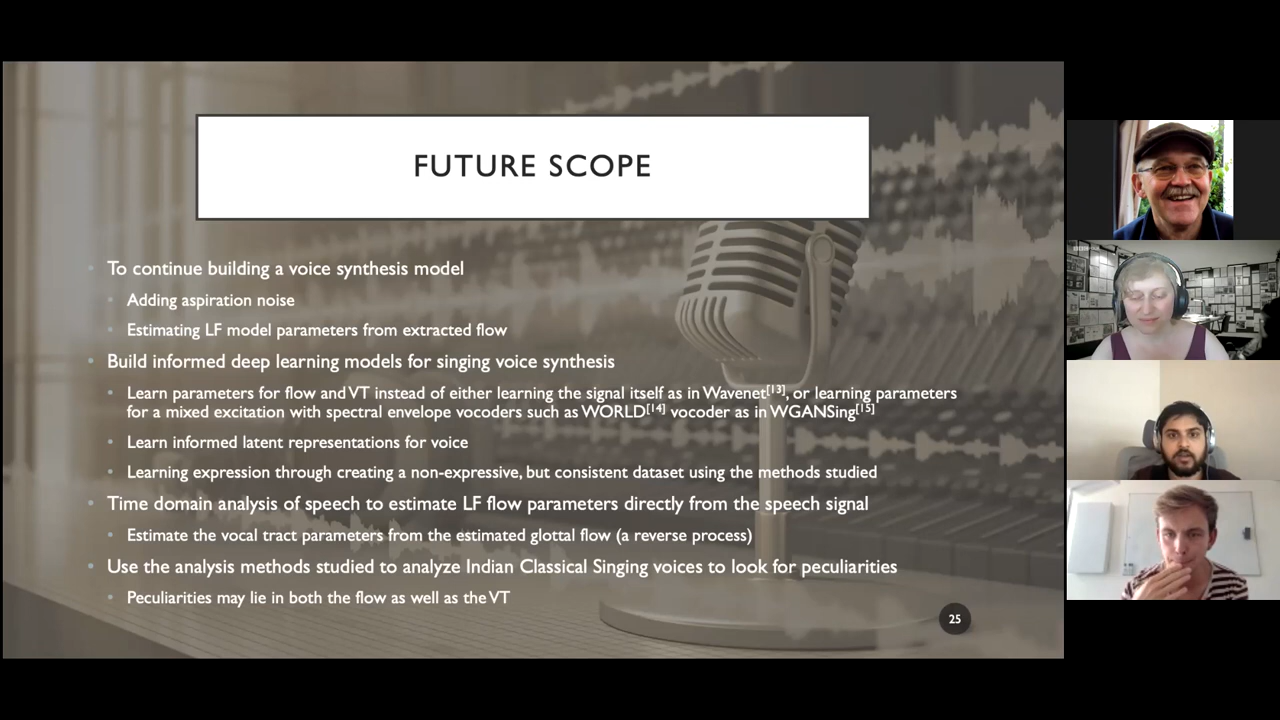 FUTURE SCOPE
To continue building a voice synthesis model
Adding aspiration noise
Estimating LF model parameters from extracted flow
Build informed deep learning models for singing voice synthesis
Learn parameters for flow and VT instead of either learning the signal itself as in Wavenet[13], or learning parameters
for a mixed excitation with spectral envelope vocoders such as WORLD[14] vocoder as in WGANSing[15]
Learn informed latent representations for voice
Learning expression through creating a non-expressive, but consistent dataset using the methods studied
Time domain analysis of speech to estimate LF flow parameters directly from the speech signal
Estimate the vocal tract parameters from the estimated glottal flow (a reverse process)
Use the analysis methods studied to analyze Indian Classical Singing voices to look for peculiarities
Peculiarities may lie in both the flow as well as the VT
25